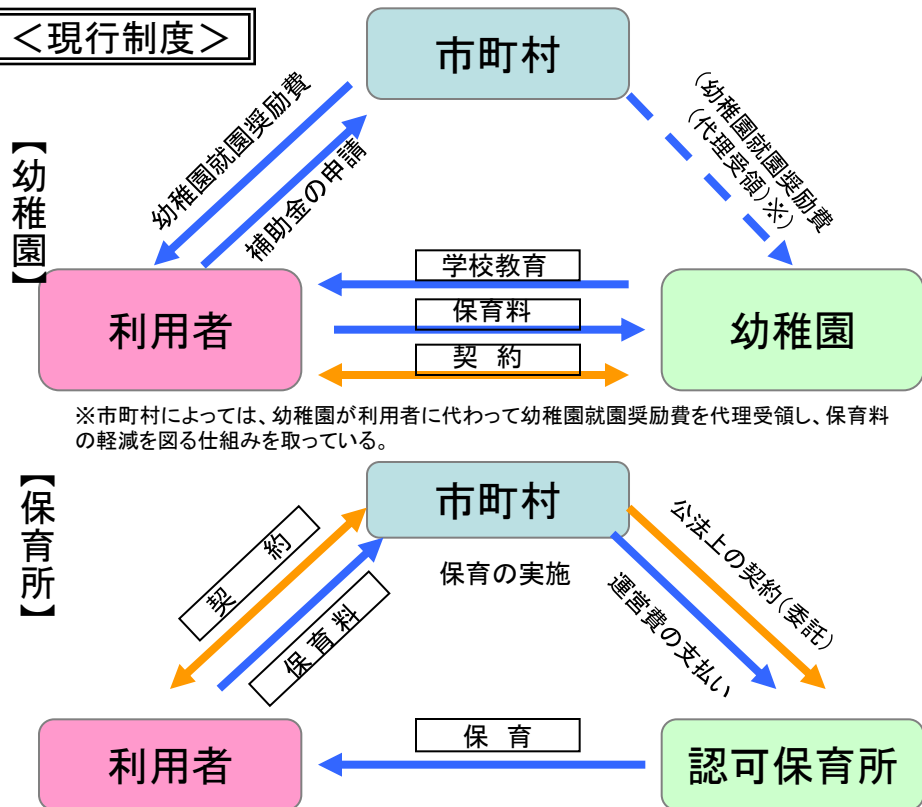 ＜現行制度＞
市町村
【幼稚園】
幼稚園就園奨励費
補助金の申請
(幼稚園就園奨励費
(代理受領)※)
学校教育
保育料
契 約
利用者
幼稚園
※市町村によっては、幼稚園が利用者に代わって幼稚園就園奨励費を代理受領し、保育料
の軽減を図る仕組みを取っている。
【保育所】
市町村
契 約
保育料
保育の実施
公法上の契約(委託)
運営費の支払い
保 育
利用者
認可保育所